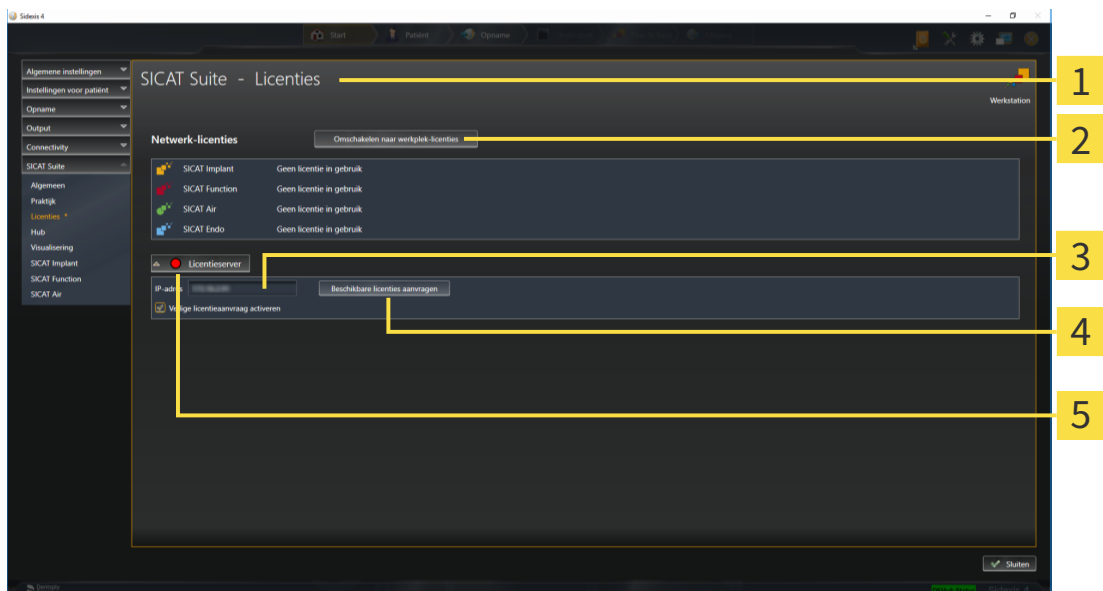 Sidexis 4
Start
Patiënt
Opname
Algemene instellingen
Instellingen voor patiënt
Opname
Output
Connectivity
SICAT Suite
Algemeen
Praktijk
Licenties *
Hub
Visualisering
SICAT Implant
SICAT Function
SICAT Air
SICAT Suite - Licenties
Werkstation
Netwerk-licenties
Omschakelen naar werkplek-licenties
SICAT Implant Geen licentie in gebruik
SICAT Function Geen licentie in gebruik
SICAT Air Geen licentie in gebruik
SICAT Endo Geen licentie in gebruik
Licentieserver
IP-adres
Beschikbare licenties aanvragen
Veilige licentieaanvraag activeren
Sluiten
1
2
3
4
5